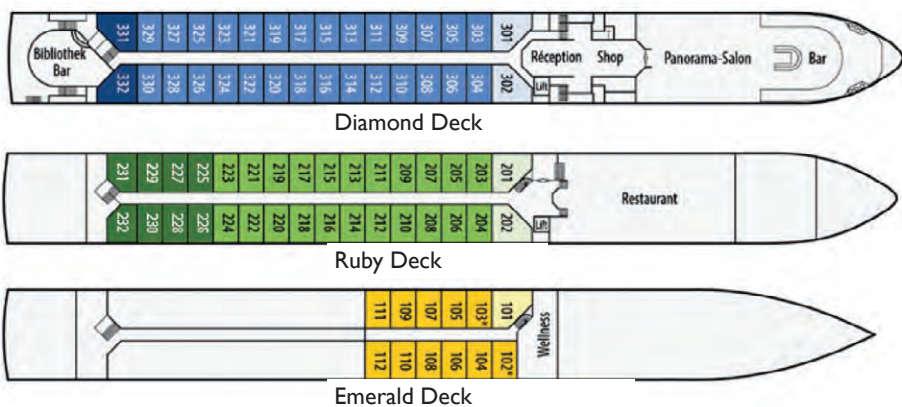 331 329 327 325 323 321 319 317 315 313 311 309 307 305 303 301
Bibliothek
Bar
Réception Shop Panorama-Salon Bar
332 330 328 326 324 322 320 318 316 314 312 310 308 306 304 302
Lift
Diamond Deck
231 229 227 225 223 221 219 217 215 213 211 209 207 205 203 201
Restaurant
232 230 228 226 224 222 220 218 216 214 212 210 208 206 204 202
Lift
Ruby Deck
111 109 107 105 103* 101
Wellness
112 110 108 106 104 102*
Emerald Deck